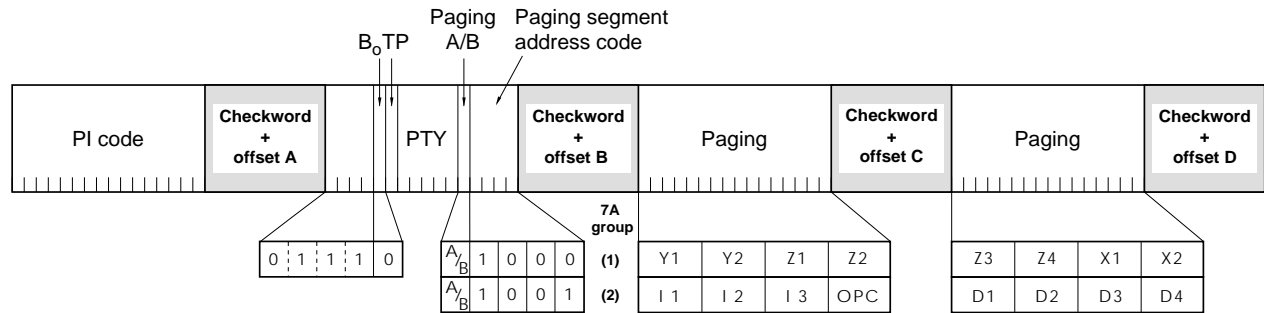 Paging Paging segment
B₀TP A/B address code
PI code
Checkword
+
offset A
PTY
Checkword
+
offset B
Paging
Checkword
+
offset C
Paging
Checkword
+
offset D
7A
group
0 1 1 1 0
A/B 1 0 0 0 (1) Y1 Y2 Z1 Z2 Z3 Z4 X1 X2
A/B 1 0 0 1 (2) I1 I2 I3 OPC D1 D2 D3 D4